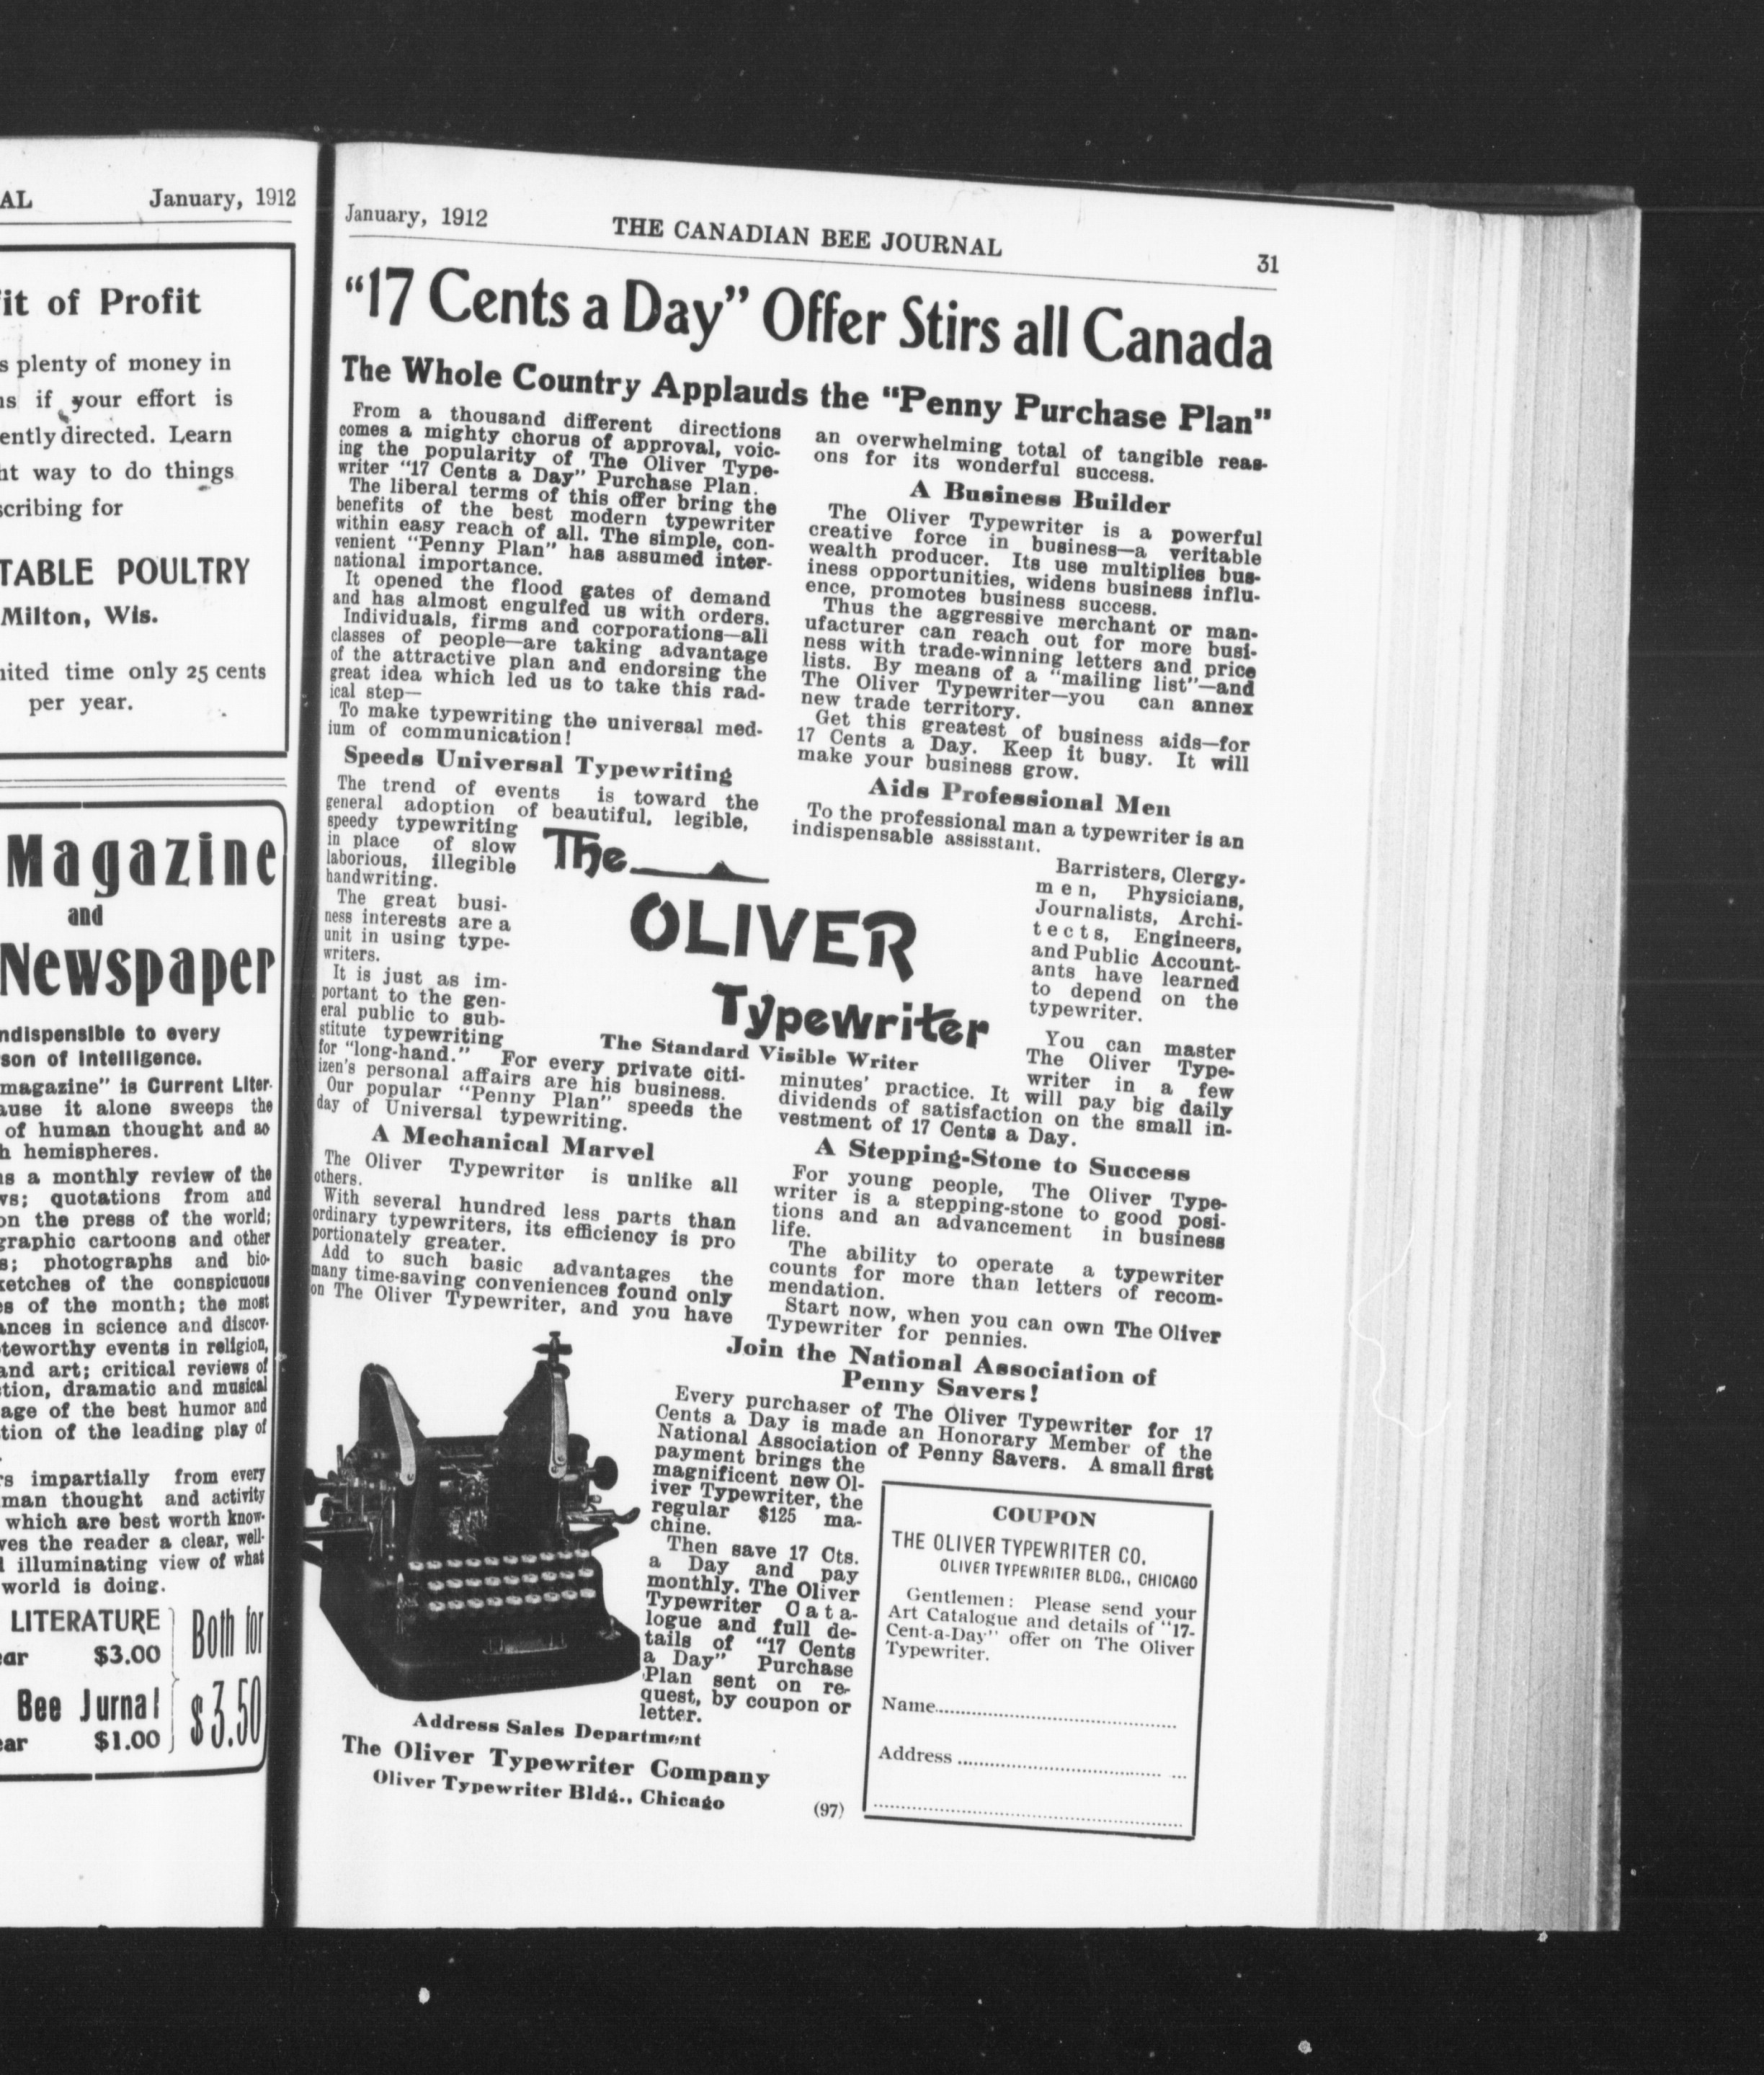 AL January, 1912
it of Profit
s plenty of money in
ns if your effort is
ently directed. Learn
ht way to do things
scribing for
TABLE POULTRY
Milton, Wis.
nited time only 25 cents
per year.
Magazine
and
Newspaper
ndispensible to every
son of intelligence.
magazine" is Current Liter-
ause it alone sweeps the
of human thought and so
h hemispheres.
ns a monthly review of the
ws; quotations from and
on the press of the world;
graphic cartoons and other
s; photographs and bio-
ketches of the conspicuous
es of the month; the most
ances in science and discov-
teworthy events in religion,
and art; critical reviews of
ction, dramatic and musical
age of the best humor and
tion of the leading play of
rs impartially from every
man thought and activity
which are best worth know-
ves the reader a clear, well-
l illuminating view of what
world is doing.
LITERATURE
ear $3.00
Bee Jurnal
ear $1.00
Both for
$3.50
January, 1912 THE CANADIAN BEE JOURNAL 31
"17 Cents a Day" Offer Stirs all Canada
The Whole Country Applauds the "Penny Purchase Plan"
From a thousand different directions
comes a mighty chorus of approval, voic-
ing the popularity of The Oliver Type-
writer "17 Cents a Day" Purchase Plan.
The liberal terms of this offer bring the
benefits of the best modern typewriter
within easy reach of all. The simple, con-
venient "Penny Plan" has assumed inter-
national importance.
It opened the flood gates of demand
and has almost engulfed us with orders.
Individuals, firms and corporations—all
classes of people—are taking advantage
of the attractive plan and endorsing the
great idea which led us to take this rad-
ical step—
To make typewriting the universal med-
ium of communication!
Speeds Universal Typewriting
The trend of events is toward the
general adoption of beautiful, legible,
speedy typewriting
in place of slow
laborious, illegible
handwriting.
The great busi-
ness interests are a
unit in using type-
writers.
It is just as im-
portant to the gen-
eral public to sub-
stitute typewriting
for "long-hand." For every private citi-
izen's personal affairs are his business.
Our popular "Penny Plan" speeds the
day of Universal typewriting.
A Mechanical Marvel
The Oliver Typewriter is unlike all
others.
With several hundred less parts than
ordinary typewriters, its efficiency is pro
portionately greater.
Add to such basic advantages the
many time-saving conveniences found only
on The Oliver Typewriter, and you have
an overwhelming total of tangible reas-
ons for its wonderful success.
A Business Builder
The Oliver Typewriter is a powerful
creative force in business—a veritable
wealth producer. Its use multiplies bus-
iness opportunities, widens business influ-
ence, promotes business success.
Thus the aggressive merchant or man-
ufacturer can reach out for more busi-
ness with trade-winning letters and price
lists. By means of a "mailing list"—and
The Oliver Typewriter—you can annex
new trade territory.
Get this greatest of business aids—for
17 Cents a Day. Keep it busy. It will
make your business grow.
Aids Professional Men
To the professional man a typewriter is an
indispensable assisstant.
Barristers, Clergy-
men, Physicians,
Journalists, Archi-
tects, Engineers,
and Public Account-
ants have learned
to depend on the
typewriter.
You can master
The Oliver Type-
writer in a few
minutes' practice. It will pay big daily
dividends of satisfaction on the small in-
vestment of 17 Cents a Day.
The
OLIVER
Typewriter
The Standard Visible Writer
A Stepping-Stone to Success
For young people, The Oliver Type-
writer is a stepping-stone to good posi-
tions and an advancement in business
life.
The ability to operate a typewriter
counts for more than letters of recom-
mendation.
Start now, when you can own The Oliver
Typewriter for pennies.
Join the National Association of
Penny Savers!
Every purchaser of The Oliver Typewriter for 17
Cents a Day is made an Honorary Member of the
National Association of Penny Savers. A small first
payment brings the
magnificent new Ol-
iver Typewriter, the
regular $125 ma-
chine.
Then save 17 Cts.
a Day and pay
monthly. The Oliver
Typewriter Cata-
logue and full de-
tails of "17 Cents
a Day" Purchase
Plan sent on re-
quest, by coupon or
letter.
Address Sales Department
The Oliver Typewriter Company
Oliver Typewriter Bldg., Chicago
(97)
COUPON
THE OLIVER TYPEWRITER CO.
OLIVER TYPEWRITER BLDG., CHICAGO
Gentlemen: Please send your
Art Catalogue and details of "17-
Cent-a-Day" offer on The Oliver
Typewriter.
Name
Address